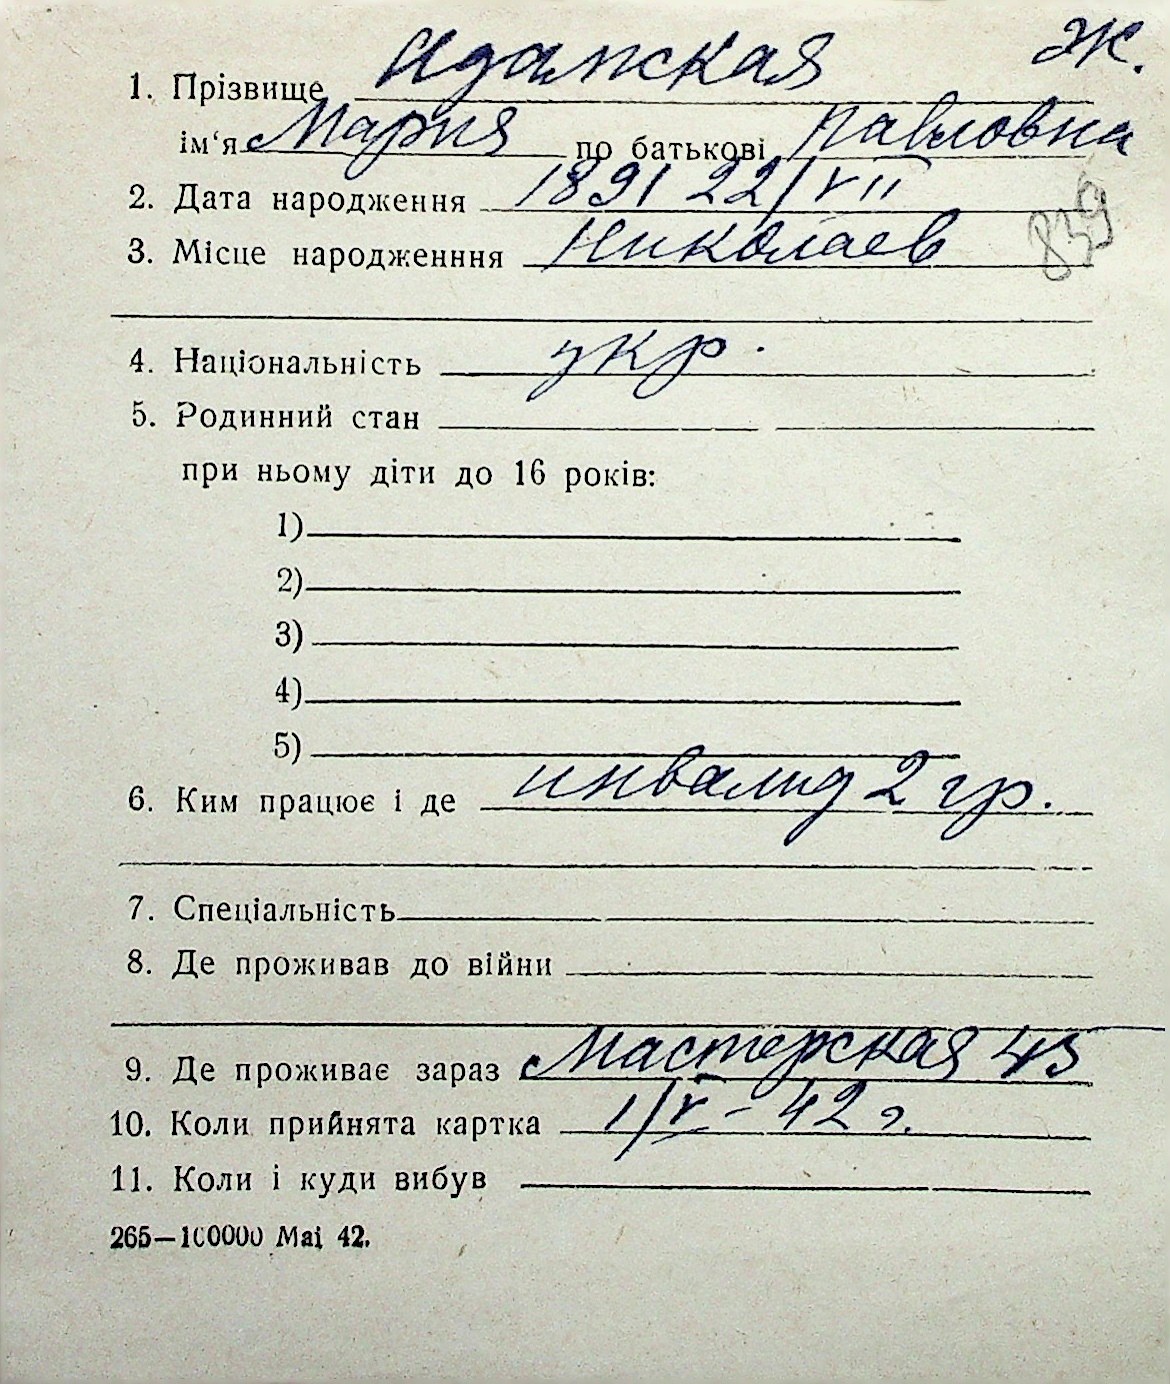 Ж.
1. Прізвище Адамская
ім'я Мария по батькові Павловна
2. Дата народження 1891 22/VII
839
3. Місце народженння Николаев
4. Національність укр.
5. Родинний стан
при ньому діти до 16 років:
1)
2)
3)
4)
5)
6. Ким працює і де инвалид 2 гр.
7. Спеціальність
8. Де проживав до війни
9. Де проживає зараз Мастерская 45
10. Коли прийнята картка 1/V - 42 г.
11. Коли і куди вибув
265—100000 Mai 42.